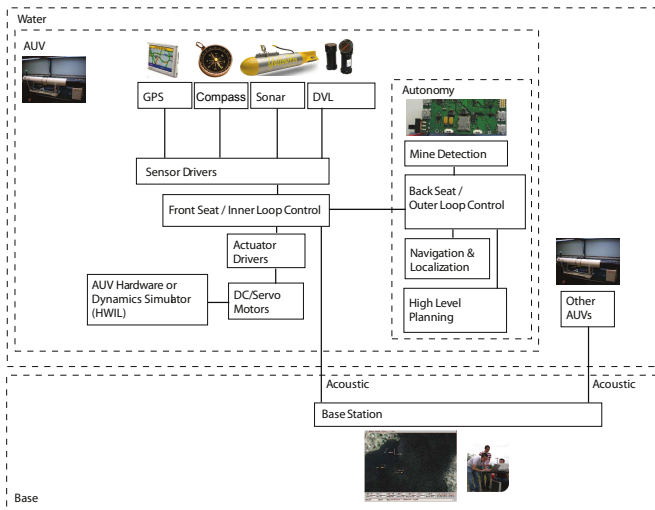 Water
AUV
GPS
Compass
Sonar
DVL
Autonomy
Mine Detection
Sensor Drivers
Back Seat /
Outer Loop Control
Front Seat / Inner Loop Control
Actuator
Drivers
Navigation &
Localization
AUV Hardware or
Dynamics Simulator
(HWIL)
DC/Servo
Motors
High Level
Planning
Other
AUVs
Acoustic
Acoustic
Base Station
Base